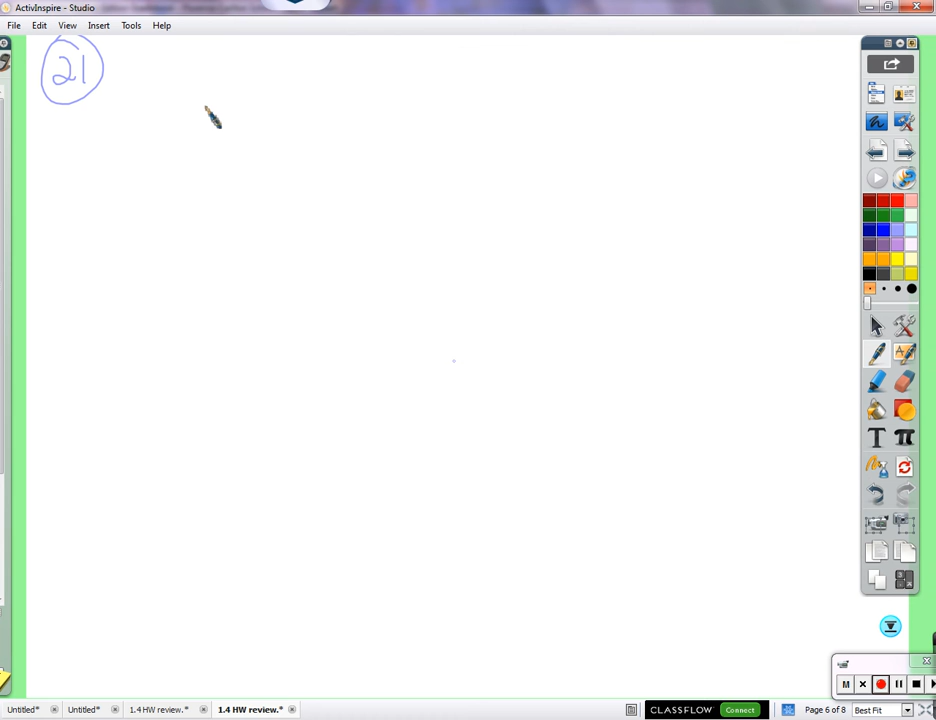 ActivInspire - Studio
File Edit View Insert Tools Help
21
Untitled* Untitled* 1.4 HW review.* 1.4 HW review.* CLASSFLOW Connect Page 6 of 8 Best Fit
M